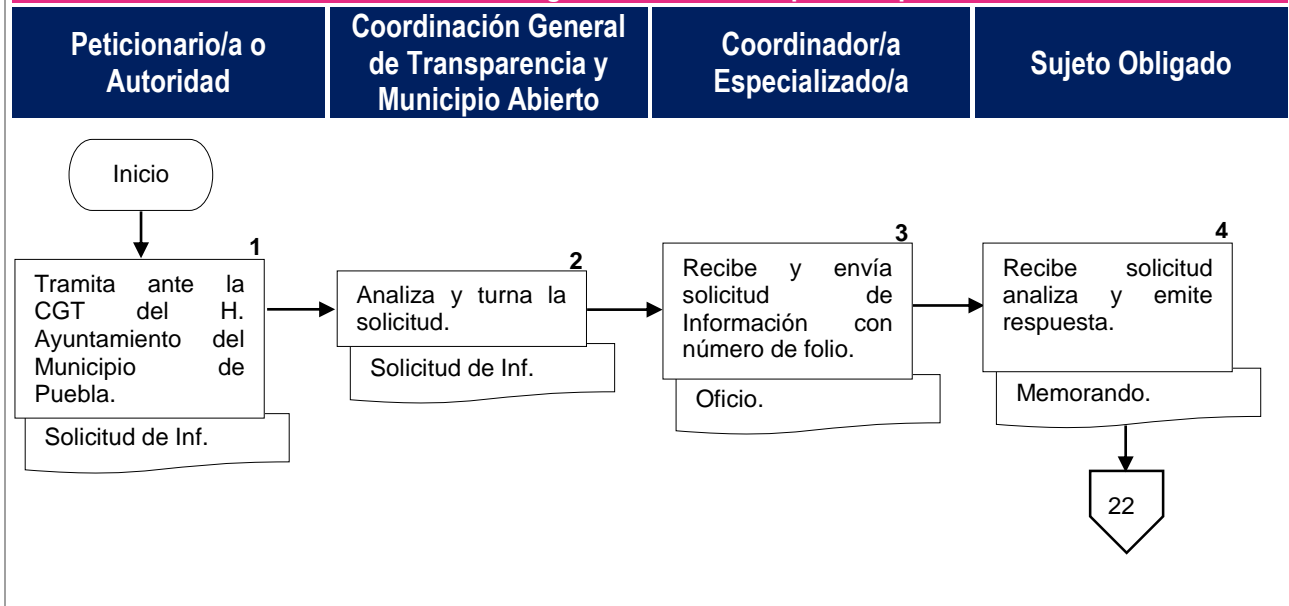 Peticionario/a o
Autoridad
Coordinación General
de Transparencia y
Municipio Abierto
Coordinador/a
Especializado/a
Sujeto Obligado
Inicio
1
Tramita ante la
CGT del H.
Ayuntamiento del
Municipio de
Puebla.
Solicitud de Inf.
2
Analiza y turna la
solicitud.
Solicitud de Inf.
3
Recibe y envía
solicitud de
Información con
número de folio.
Oficio.
4
Recibe solicitud
analiza y emite
respuesta.
Memorando.
22